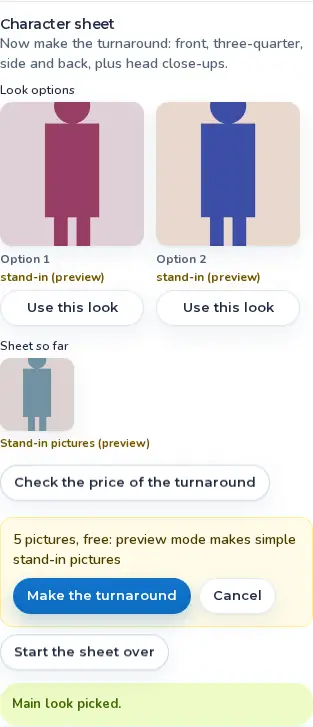 Character sheet
Now make the turnaround: front, three-quarter,
side and back, plus head close-ups.
Look options
Option 1
stand-in (preview)
Use this look
Option 2
stand-in (preview)
Use this look
Sheet so far
Stand-in pictures (preview)
Check the price of the turnaround
5 pictures, free: preview mode makes simple
stand-in pictures
Make the turnaround
Cancel
Start the sheet over
Main look picked.